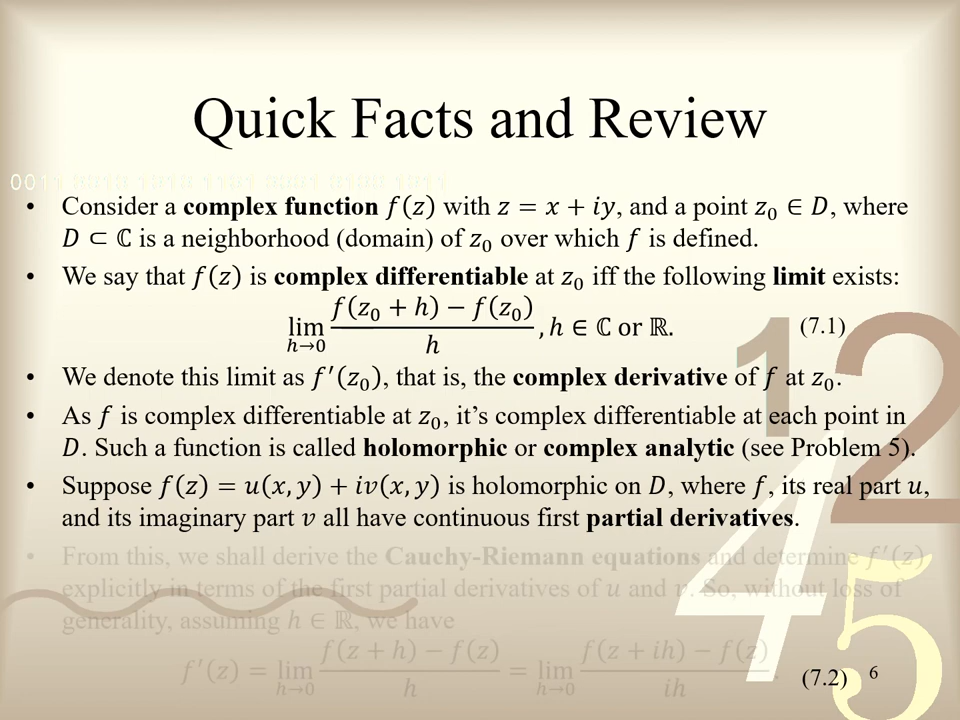 Quick Facts and Review
• Consider a complex function 𝑓(𝑧) with 𝑧 = 𝑥 + 𝑖𝑦, and a point 𝑧₀ ∈ 𝐷, where
𝐷 ⊂ ℂ is a neighborhood (domain) of 𝑧₀ over which 𝑓 is defined.
• We say that 𝑓(𝑧) is complex differentiable at 𝑧₀ iff the following limit exists:
lim_{ℎ→0} (𝑓(𝑧₀ + ℎ) − 𝑓(𝑧₀))/ℎ , ℎ ∈ ℂ or ℝ. (7.1)
• We denote this limit as 𝑓′(𝑧₀), that is, the complex derivative of 𝑓 at 𝑧₀.
• As 𝑓 is complex differentiable at 𝑧₀, it’s complex differentiable at each point in
𝐷. Such a function is called holomorphic or complex analytic (see Problem 5).
• Suppose 𝑓(𝑧) = 𝑢(𝑥, 𝑦) + 𝑖𝑣(𝑥, 𝑦) is holomorphic on 𝐷, where 𝑓, its real part 𝑢,
and its imaginary part 𝑣 all have continuous first partial derivatives.
• From this, we shall derive the Cauchy-Riemann equations and determine 𝑓′(𝑧)
explicitly in terms of the first partial derivatives of 𝑢 and 𝑣. So, without loss of
generality, assuming ℎ ∈ ℝ, we have
𝑓′(𝑧) = lim_{ℎ→0} (𝑓(𝑧 + ℎ) − 𝑓(𝑧))/ℎ = lim_{ℎ→0} (𝑓(𝑧 + 𝑖ℎ) − 𝑓(𝑧))/𝑖ℎ . (7.2)
6
1
2
4
5